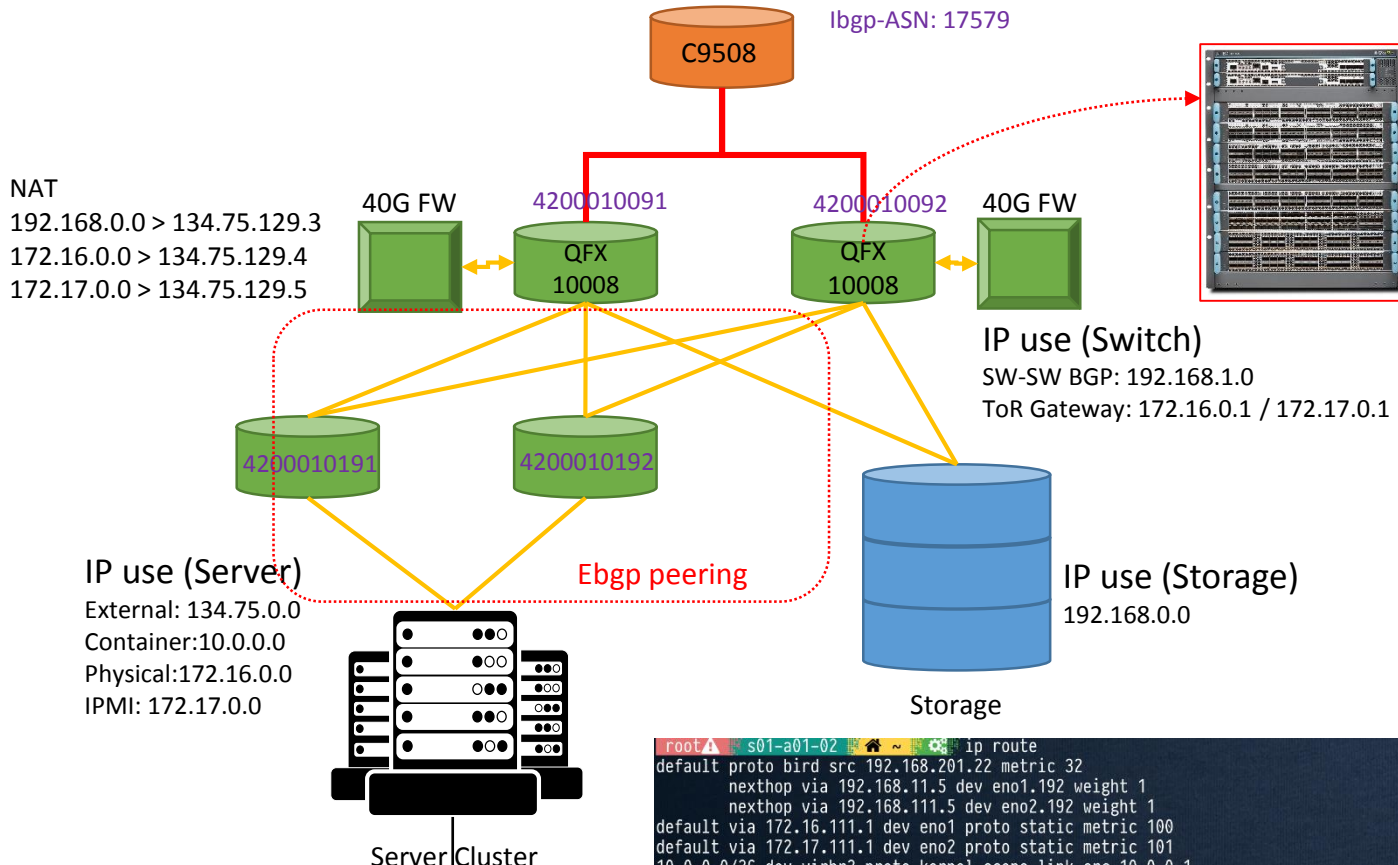 Ibgp-ASN: 17579
C9508
NAT
192.168.0.0 > 134.75.129.3
172.16.0.0 > 134.75.129.4
172.17.0.0 > 134.75.129.5
40G FW
4200010091
4200010092
40G FW
QFX
10008
QFX
10008
IP use (Switch)
SW-SW BGP: 192.168.1.0
ToR Gateway: 172.16.0.1 / 172.17.0.1
4200010191
4200010192
Ebgp peering
IP use (Server)
External: 134.75.0.0
Container:10.0.0.0
Physical:172.16.0.0
IPMI: 172.17.0.0
IP use (Storage)
192.168.0.0
Storage
Server Cluster
root s01-a01-02 ~ ip route
default proto bird src 192.168.201.22 metric 32
nexthop via 192.168.11.5 dev eno1.192 weight 1
nexthop via 192.168.111.5 dev eno2.192 weight 1
default via 172.16.111.1 dev eno1 proto static metric 100
default via 172.17.111.1 dev eno2 proto static metric 101